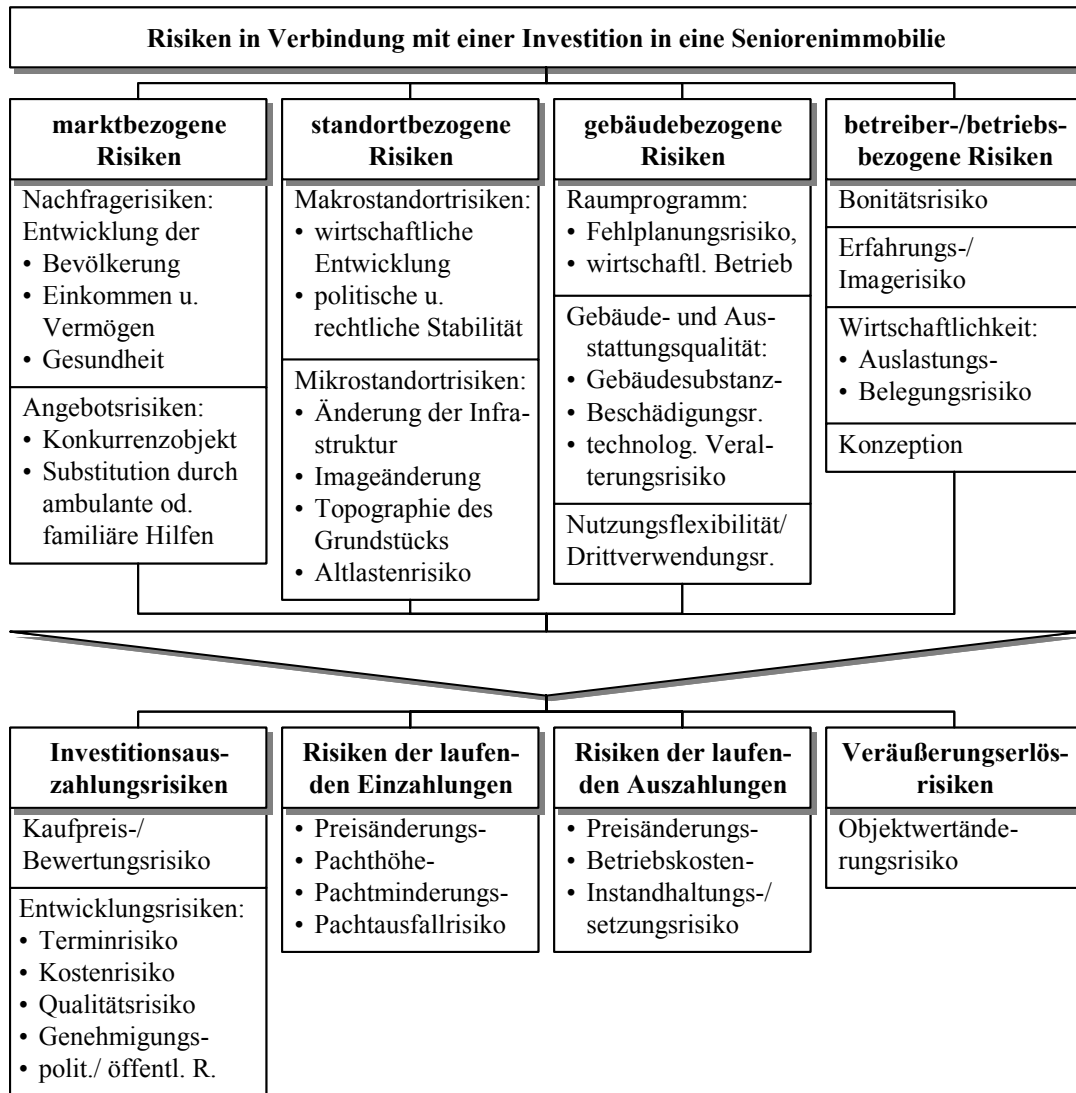 Risiken in Verbindung mit einer Investition in eine Seniorenimmobilie
marktbezogene
Risiken
Nachfragerisiken:
Entwicklung der
• Bevölkerung
• Einkommen u.
Vermögen
• Gesundheit
Angebotsrisiken:
• Konkurrenzobjekt
• Substitution durch
ambulante od.
familiäre Hilfen
standortbezogene
Risiken
Makrostandortrisiken:
• wirtschaftliche
Entwicklung
• politische u.
rechtliche Stabilität
Mikrostandortrisiken:
• Änderung der Infra-
struktur
• Imageänderung
• Topographie des
Grundstücks
• Altlastenrisiko
gebäudebezogene
Risiken
Raumprogramm:
• Fehlplanungsrisiko,
• wirtschaftl. Betrieb
Gebäude- und Aus-
stattungsqualität:
• Gebäudesubstanz-
• Beschädigungsr.
• technolog. Veral-
terungsrisiko
Nutzungsflexibilität/
Drittverwendungsr.
betreiber-/betriebs-
bezogene Risiken
Bonitätsrisiko
Erfahrungs-/
Imagerisiko
Wirtschaftlichkeit:
• Auslastungs-
• Belegungsrisiko
Konzeption
Investitionsaus-
zahlungsrisiken
Kaufpreis-/
Bewertungsrisiko
Entwicklungsrisiken:
• Terminrisiko
• Kostenrisiko
• Qualitätsrisiko
• Genehmigungs-
• polit./ öffentl. R.
Risiken der laufen-
den Einzahlungen
• Preisänderungs-
• Pachthöhe-
• Pachtminderungs-
• Pachtausfallrisiko
Risiken der laufen-
den Auszahlungen
• Preisänderungs-
• Betriebskosten-
• Instandhaltungs-/
setzungsrisiko
Veräußerungserlös-
risiken
Objektwertände-
rungsrisiko